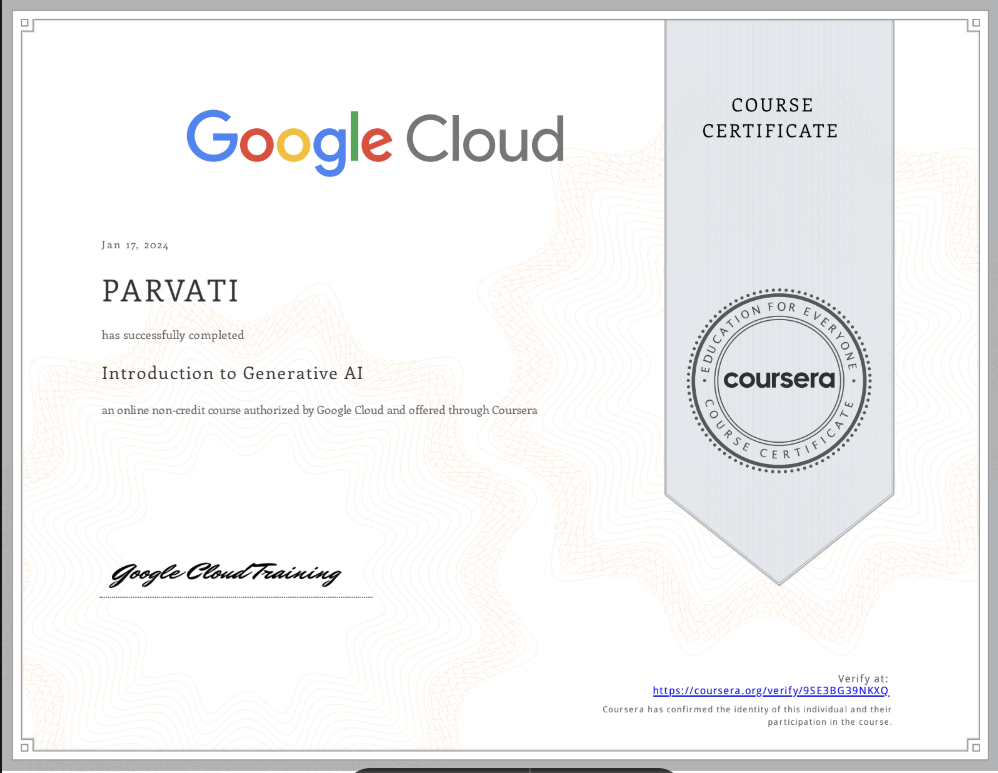 Google Cloud
COURSE
CERTIFICATE
Jan 17, 2024
PARVATI
has successfully completed
Introduction to Generative AI
an online non-credit course authorized by Google Cloud and offered through Coursera
EDUCATION FOR EVERYONE
coursera
COURSE CERTIFICATE
Google Cloud Training
Verify at:
https://coursera.org/verify/9SE3BG39NKXQ
Coursera has confirmed the identity of this individual and their
participation in the course.